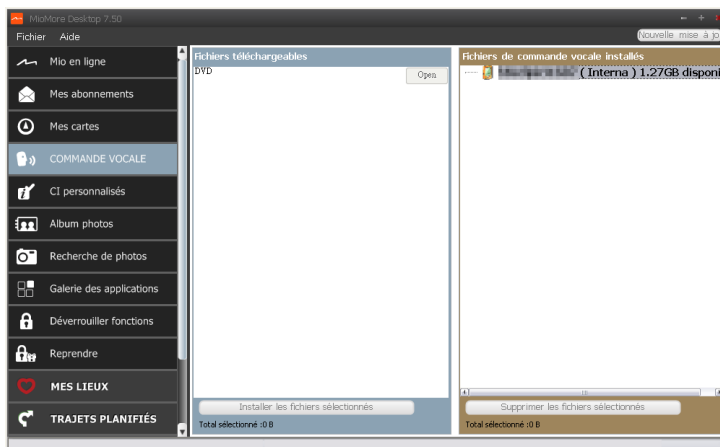 MioMore Desktop 7.50
Fichier Aide
Nouvelle mise à jo
Mio en ligne
Mes abonnements
Mes cartes
COMMANDE VOCALE
CI personnalisés
Album photos
Recherche de photos
Galerie des applications
Déverrouiller fonctions
Reprendre
MES LIEUX
TRAJETS PLANIFIÉS
Fichiers téléchargeables
DVD
Open
Installer les fichiers sélectionnés
Total sélectionné :0 B
Fichiers de commande vocale installés
( Interna ) 1.27GB disponi
Supprimer les fichiers sélectionnés
Total sélectionné :0 B